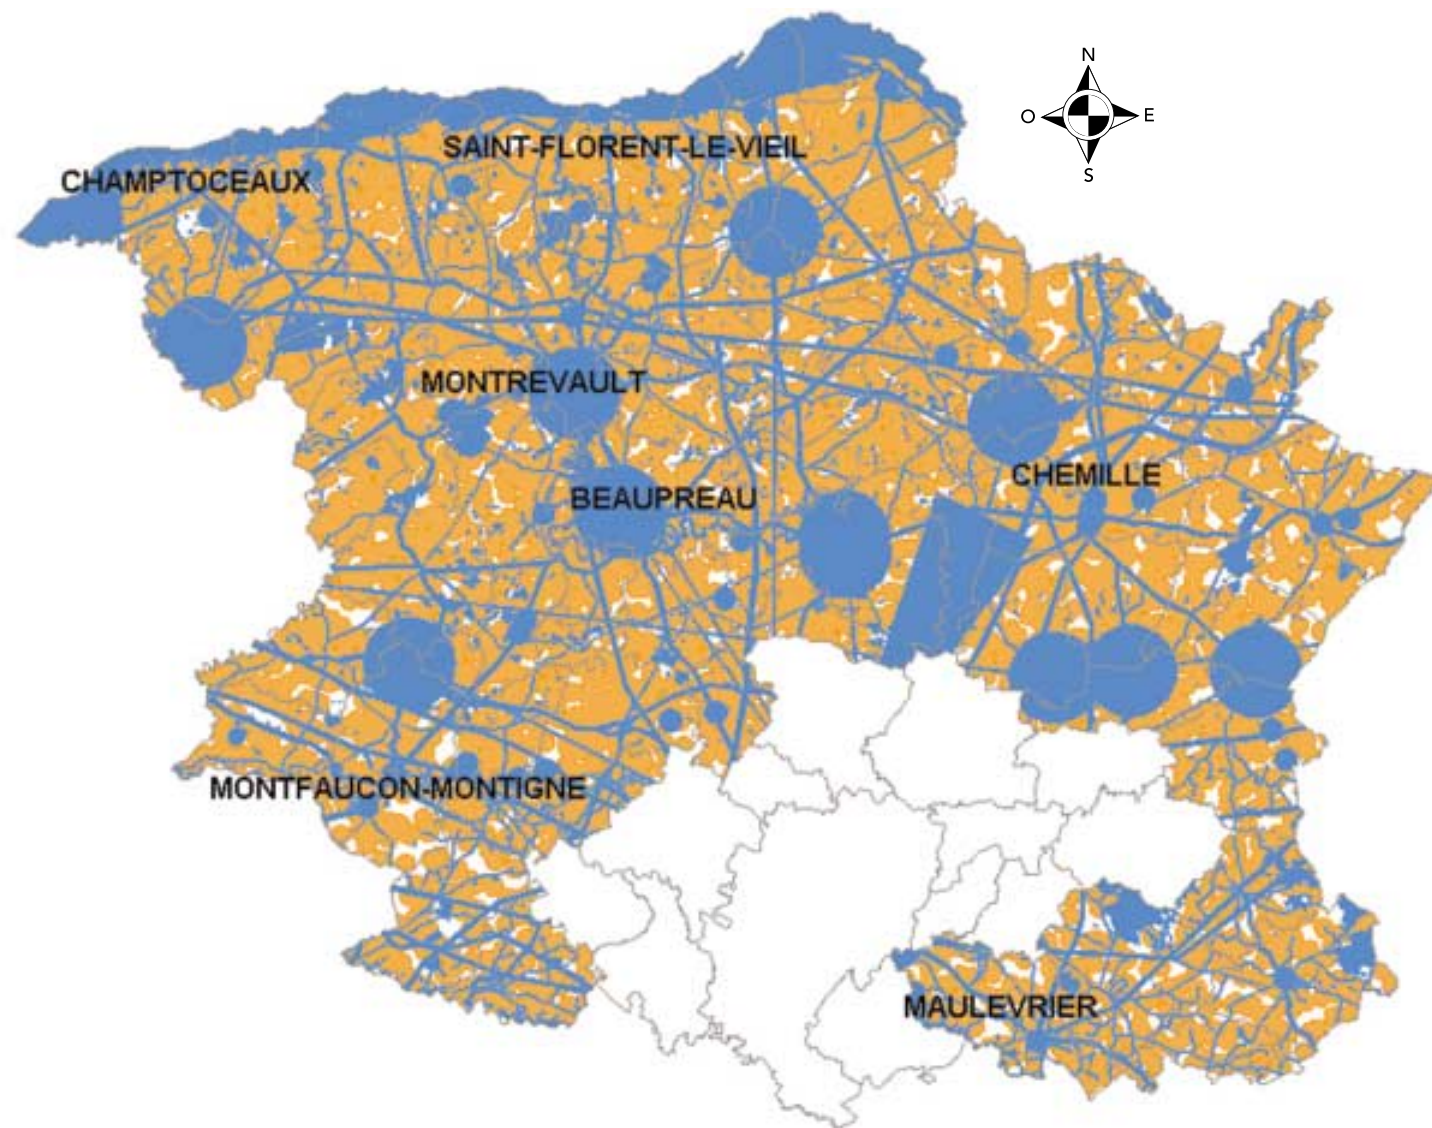 N
O E
S
SAINT-FLORENT-LE-VIEIL
CHAMPTOCEAUX
MONTREVAULT
CHEMILLE
BEAUPREAU
MONTFAUCON-MONTIGNE
MAULEVRIER